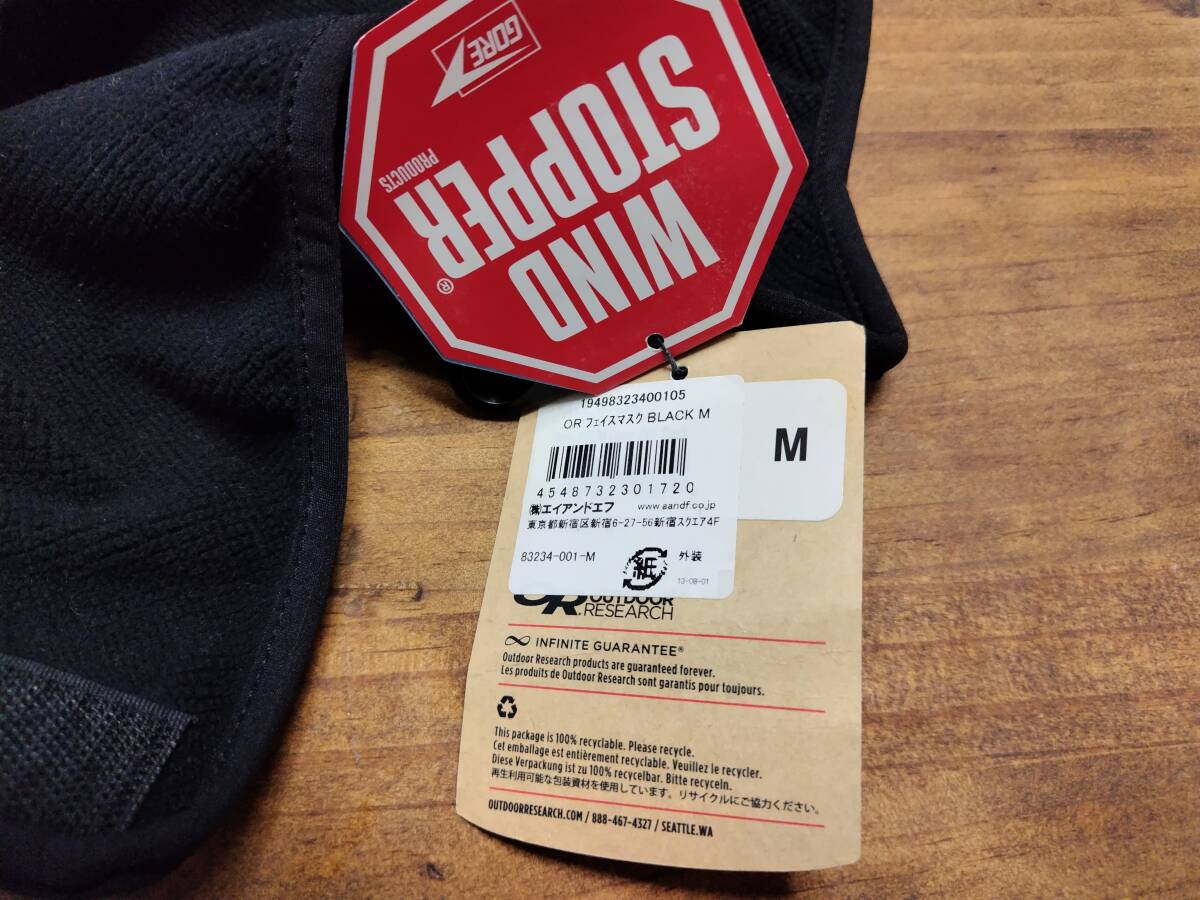 GORE
WIND
STOPPER®
PRODUCTS
19498323400105
OR フェイスマスク BLACK M
4548732301720
㈱エイアンドエフ www.aandf.co.jp
東京都新宿区新宿6-27-56新宿スクエア4F
83234-001-M 紙 外装
13-08-01
M
OR.OUTDOOR
RESEARCH
INFINITE GUARANTEE®
Outdoor Research products are guaranteed forever.
Les produits de Outdoor Research sont garantis pour toujours.
This package is 100% recyclable. Please recycle.
Cet emballage est entièrement recyclable. Veuillez le recycler.
Diese Verpackung ist zu 100% recycelbar. Bitte recyceln.
再生利用可能な包装資材を使用しています。リサイクルにご協力ください。
OUTDOORRESEARCH.COM / 888-467-4327 / SEATTLE.WA